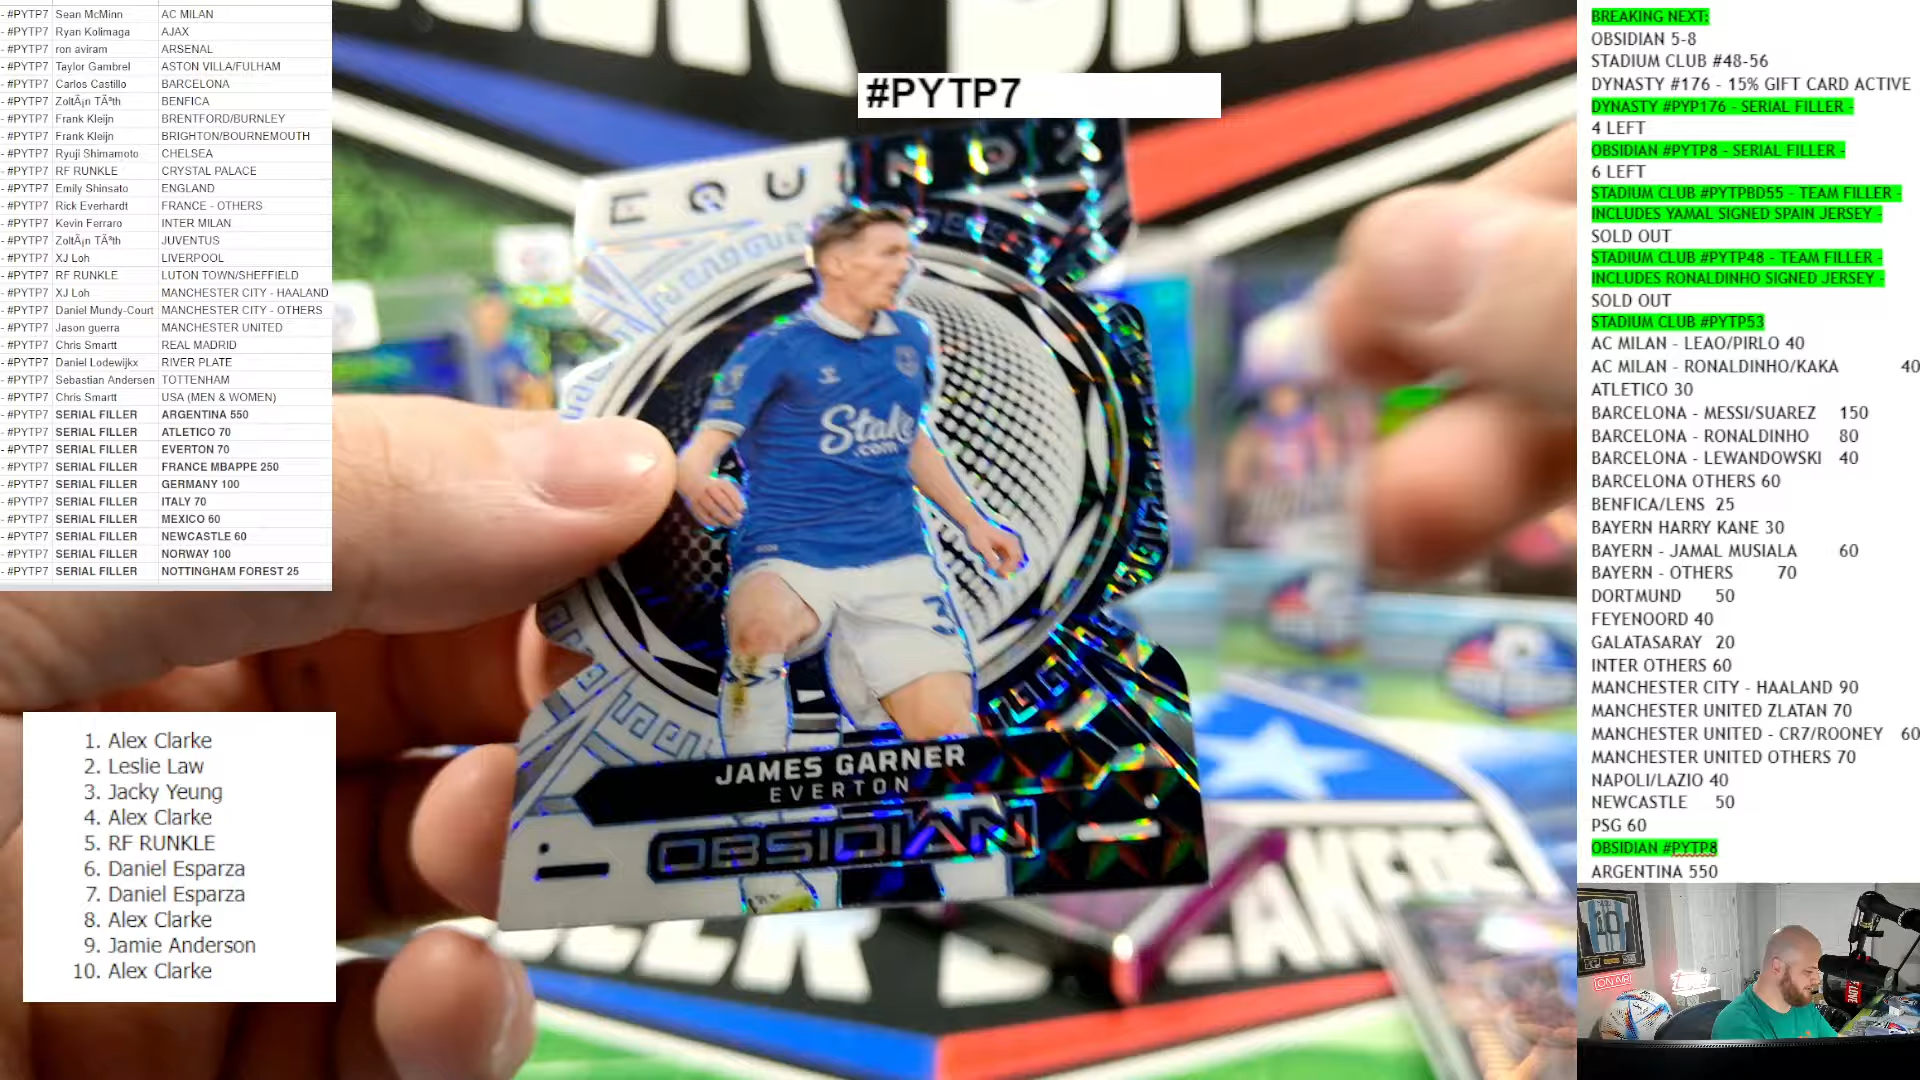 - #PYTP7 Sean McMinn AC MILAN
- #PYTP7 Ryan Kolimaga AJAX
- #PYTP7 ron aviram ARSENAL
- #PYTP7 Taylor Gambrel ASTON VILLA/FULHAM
- #PYTP7 Carlos Castillo BARCELONA
- #PYTP7 ZoltÃ¡n TÃ³th BENFICA
- #PYTP7 Frank Kleijn BRENTFORD/BURNLEY
- #PYTP7 Frank Kleijn BRIGHTON/BOURNEMOUTH
- #PYTP7 Ryuji Shimamoto CHELSEA
- #PYTP7 RF RUNKLE CRYSTAL PALACE
- #PYTP7 Emily Shinsato ENGLAND
- #PYTP7 Rick Everhardt FRANCE - OTHERS
- #PYTP7 Kevin Ferraro INTER MILAN
- #PYTP7 ZoltÃ¡n TÃ³th JUVENTUS
- #PYTP7 XJ Loh LIVERPOOL
- #PYTP7 RF RUNKLE LUTON TOWN/SHEFFIELD
- #PYTP7 XJ Loh MANCHESTER CITY - HAALAND
- #PYTP7 Daniel Mundy-Court MANCHESTER CITY - OTHERS
- #PYTP7 Jason guerra MANCHESTER UNITED
- #PYTP7 Chris Smartt REAL MADRID
- #PYTP7 Daniel Lodewijkx RIVER PLATE
- #PYTP7 Sebastian Andersen TOTTENHAM
- #PYTP7 Chris Smartt USA (MEN & WOMEN)
- #PYTP7 SERIAL FILLER ARGENTINA 550
- #PYTP7 SERIAL FILLER ATLETICO 70
- #PYTP7 SERIAL FILLER EVERTON 70
- #PYTP7 SERIAL FILLER FRANCE MBAPPE 250
- #PYTP7 SERIAL FILLER GERMANY 100
- #PYTP7 SERIAL FILLER ITALY 70
- #PYTP7 SERIAL FILLER MEXICO 60
- #PYTP7 SERIAL FILLER NEWCASTLE 60
- #PYTP7 SERIAL FILLER NORWAY 100
- #PYTP7 SERIAL FILLER NOTTINGHAM FOREST 25
1. Alex Clarke
2. Leslie Law
3. Jacky Yeung
4. Alex Clarke
5. RF RUNKLE
6. Daniel Esparza
7. Daniel Esparza
8. Alex Clarke
9. Jamie Anderson
10. Alex Clarke
#PYTP7
EQUINOX
Stake
.com
3
JAMES GARNER
EVERTON
OBSIDIAN
BREAKING NEXT:
OBSIDIAN 5-8
STADIUM CLUB #48-56
DYNASTY #176 - 15% GIFT CARD ACTIVE
DYNASTY #PYP176 - SERIAL FILLER -
4 LEFT
OBSIDIAN #PYTP8 - SERIAL FILLER -
6 LEFT
STADIUM CLUB #PYTPBD55 - TEAM FILLER -
INCLUDES YAMAL SIGNED SPAIN JERSEY -
SOLD OUT
STADIUM CLUB #PYTP48 - TEAM FILLER -
INCLUDES RONALDINHO SIGNED JERSEY -
SOLD OUT
STADIUM CLUB #PYTP53
AC MILAN - LEAO/PIRLO 40
AC MILAN - RONALDINHO/KAKA 40
ATLETICO 30
BARCELONA - MESSI/SUAREZ 150
BARCELONA - RONALDINHO 80
BARCELONA - LEWANDOWSKI 40
BARCELONA OTHERS 60
BENFICA/LENS 25
BAYERN HARRY KANE 30
BAYERN - JAMAL MUSIALA 60
BAYERN - OTHERS 70
DORTMUND 50
FEYENOORD 40
GALATASARAY 20
INTER OTHERS 60
MANCHESTER CITY - HAALAND 90
MANCHESTER UNITED ZLATAN 70
MANCHESTER UNITED - CR7/ROONEY 60
MANCHESTER UNITED OTHERS 70
NAPOLI/LAZIO 40
NEWCASTLE 50
PSG 60
OBSIDIAN #PYTP8
ARGENTINA 550
10
ON AIR